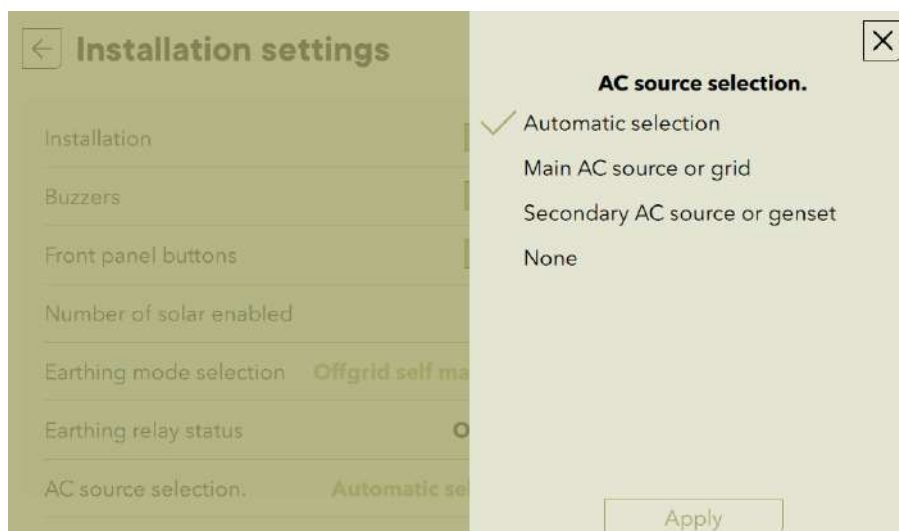 Installation settings
Installation
Buzzers
Front panel buttons
Number of solar enabled
Earthing mode selection Offgrid self ma
Earthing relay status O
AC source selection. Automatic se
AC source selection.
Automatic selection
Main AC source or grid
Secondary AC source or genset
None
Apply